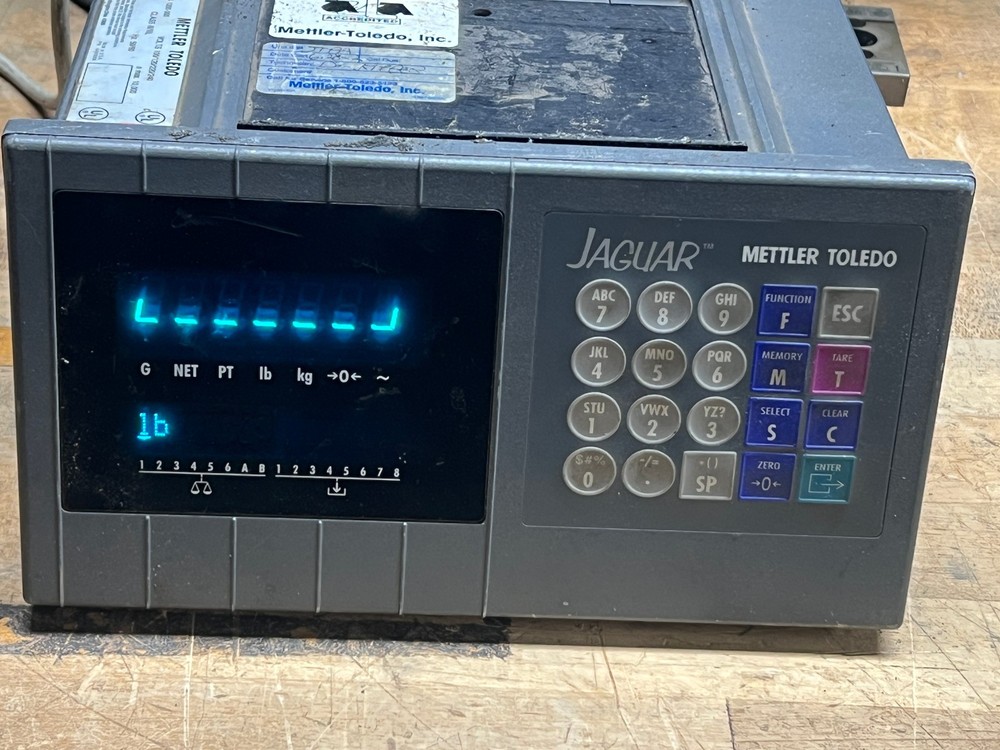 METTLER TOLEDO
ACCREDITED
Mettler-Toledo, Inc.
Mettler-Toledo, Inc.
JAGUAR™
METTLER TOLEDO
G NET PT lb kg →0← ~
lb
1 2 3 4 5 6 A B 1 2 3 4 5 6 7 8
ABC DEF GHI FUNCTION ESC
7 8 9 F
JKL MNO PQR MEMORY TARE
4 5 6 M T
STU VWX YZ? SELECT CLEAR
1 2 3 S C
$#% -/= +() ZERO ENTER
0 . SP →0←